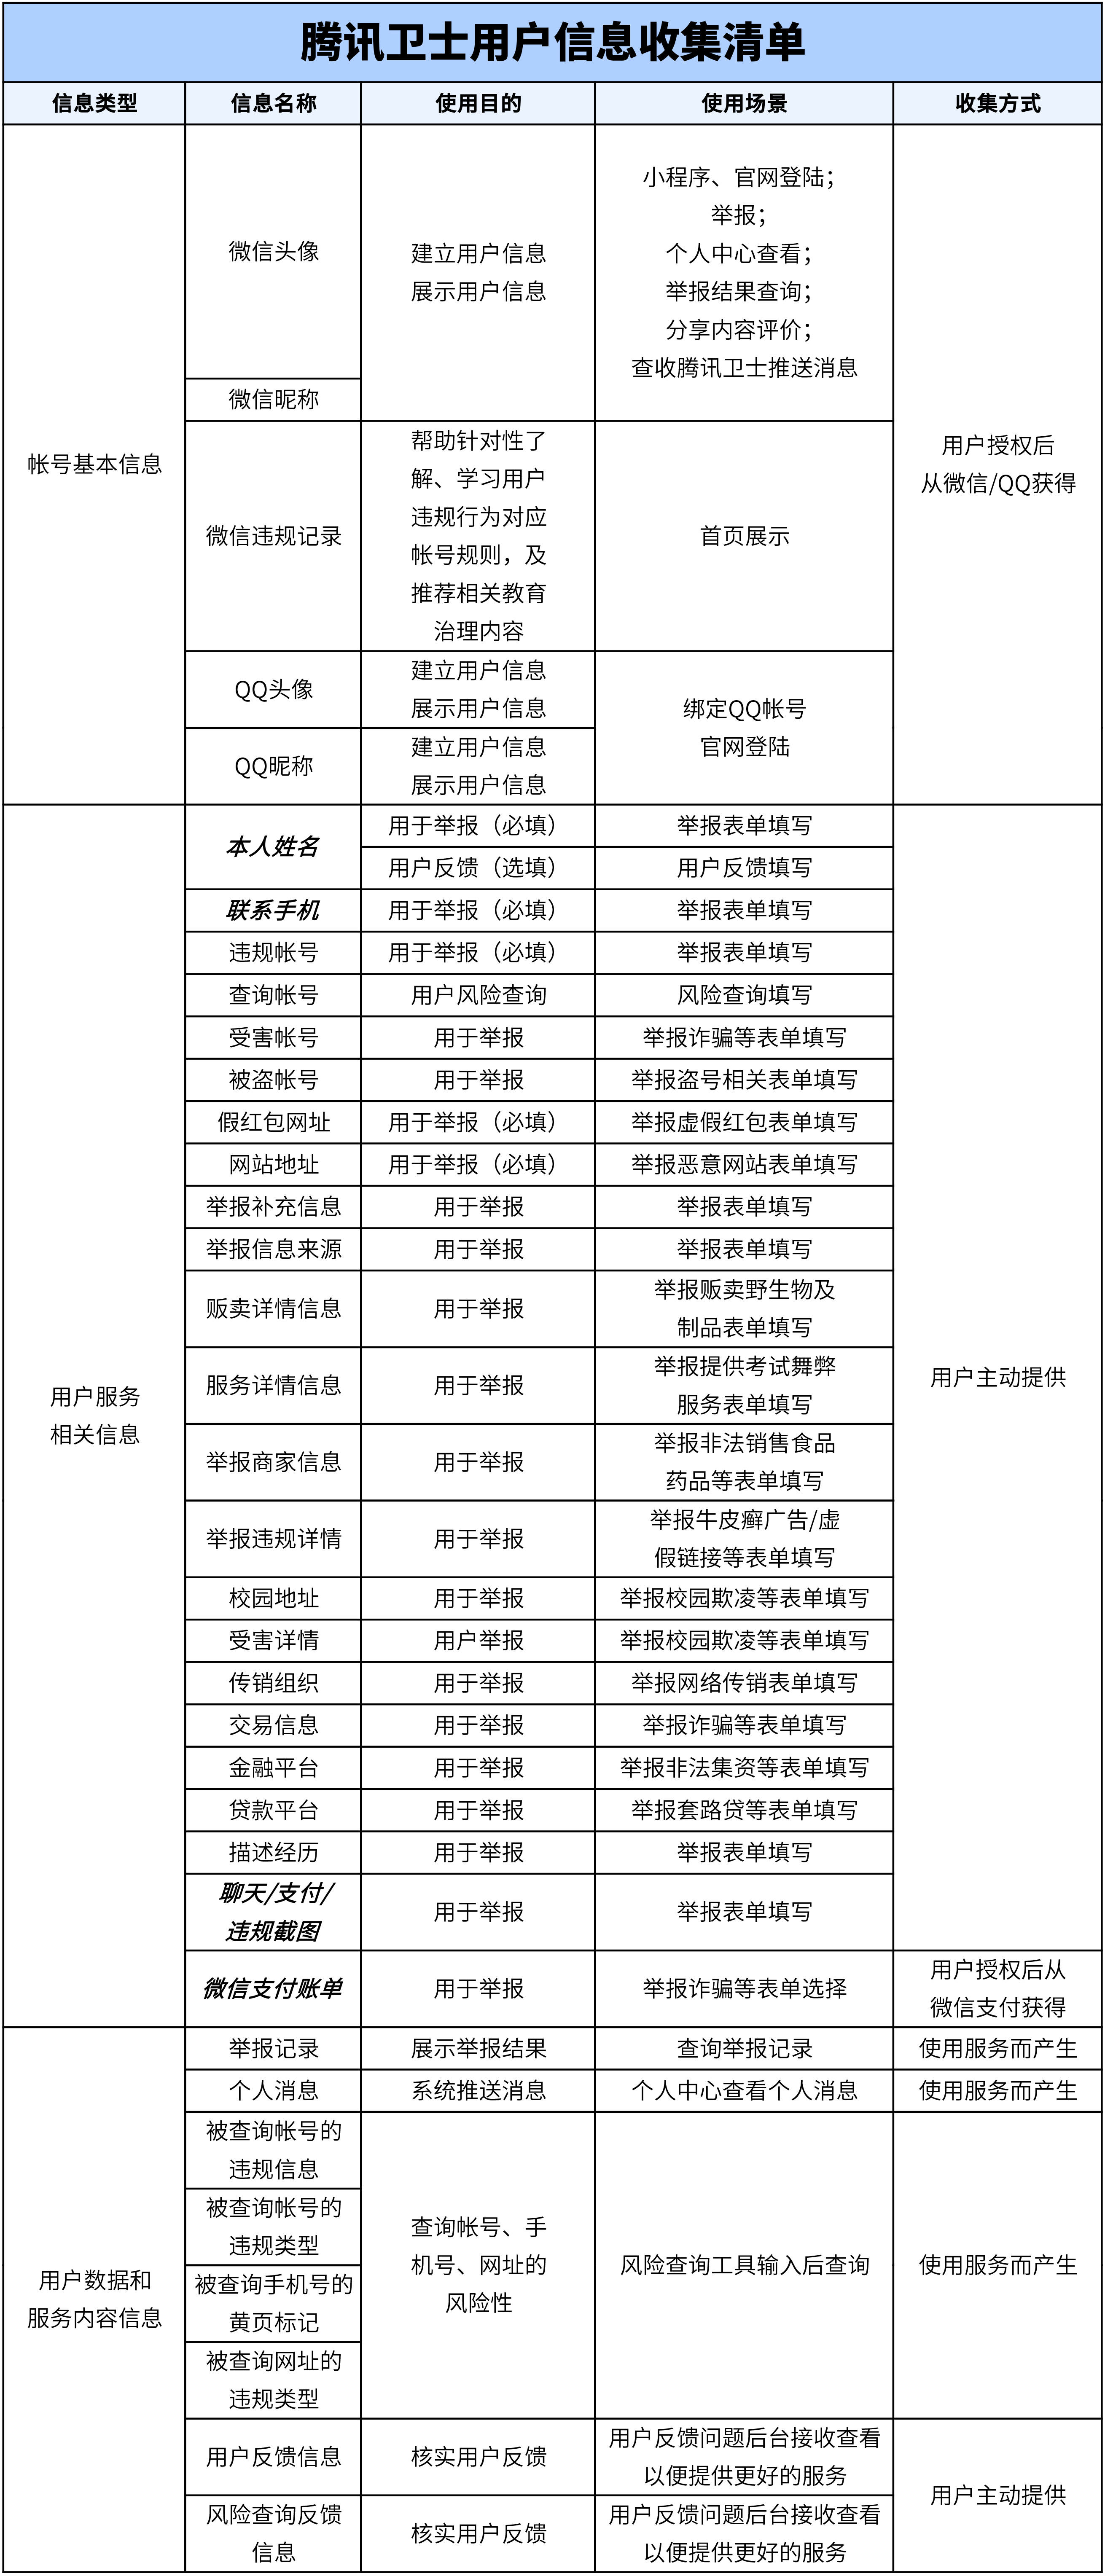 腾讯卫士用户信息收集清单
信息类型
信息名称
使用目的
使用场景
收集方式
帐号基本信息
微信头像
建立用户信息
展示用户信息
小程序、官网登陆；
举报；
个人中心查看；
举报结果查询；
分享内容评价；
查收腾讯卫士推送消息
用户授权后
从微信/QQ获得
微信昵称
微信违规记录
帮助针对性了
解、学习用户
违规行为对应
帐号规则，及
推荐相关教育
治理内容
首页展示
QQ头像
建立用户信息
展示用户信息
绑定QQ帐号
官网登陆
QQ昵称
建立用户信息
展示用户信息
用户服务
相关信息
本人姓名
用于举报（必填）
举报表单填写
用户主动提供
用户反馈（选填）
用户反馈填写
联系手机
用于举报（必填）
举报表单填写
违规帐号
用于举报（必填）
举报表单填写
查询帐号
用户风险查询
风险查询填写
受害帐号
用于举报
举报诈骗等表单填写
被盗帐号
用于举报
举报盗号相关表单填写
假红包网址
用于举报（必填）
举报虚假红包表单填写
网站地址
用于举报（必填）
举报恶意网站表单填写
举报补充信息
用于举报
举报表单填写
举报信息来源
用于举报
举报表单填写
贩卖详情信息
用于举报
举报贩卖野生物及
制品表单填写
服务详情信息
用于举报
举报提供考试舞弊
服务表单填写
举报商家信息
用于举报
举报非法销售食品
药品等表单填写
举报违规详情
用于举报
举报牛皮癣广告/虚
假链接等表单填写
校园地址
用于举报
举报校园欺凌等表单填写
受害详情
用户举报
举报校园欺凌等表单填写
传销组织
用于举报
举报网络传销表单填写
交易信息
用于举报
举报诈骗等表单填写
金融平台
用于举报
举报非法集资等表单填写
贷款平台
用于举报
举报套路贷等表单填写
描述经历
用于举报
举报表单填写
聊天/支付/
违规截图
用于举报
举报表单填写
微信支付账单
用于举报
举报诈骗等表单选择
用户授权后从
微信支付获得
用户数据和
服务内容信息
举报记录
展示举报结果
查询举报记录
使用服务而产生
个人消息
系统推送消息
个人中心查看个人消息
使用服务而产生
被查询帐号的
违规信息
查询帐号、手
机号、网址的
风险性
风险查询工具输入后查询
使用服务而产生
被查询帐号的
违规类型
被查询手机号的
黄页标记
被查询网址的
违规类型
用户反馈信息
核实用户反馈
用户反馈问题后台接收查看
以便提供更好的服务
用户主动提供
风险查询反馈
信息
核实用户反馈
用户反馈问题后台接收查看
以便提供更好的服务